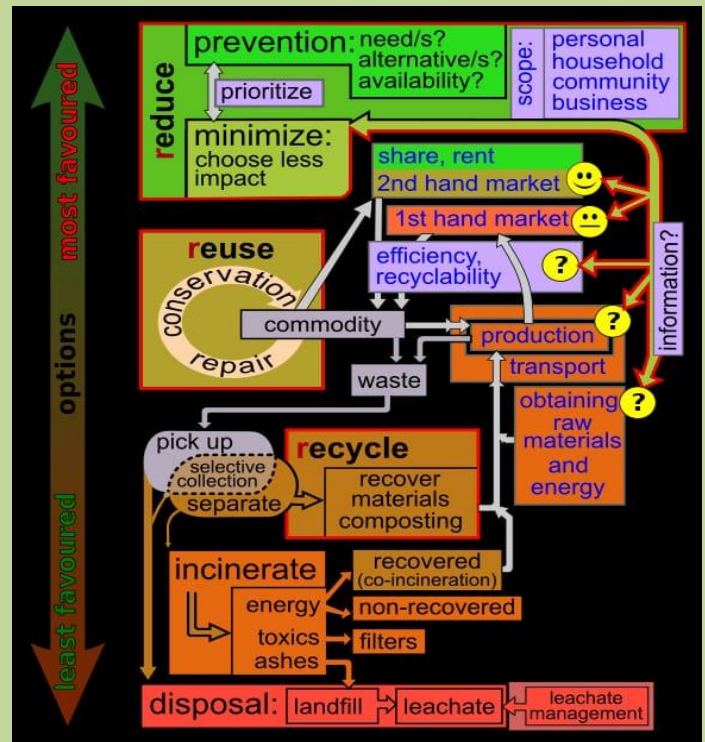 prevention: need/s?
alternative/s?
availability?
scope:
personal
household
community
business
reduce
prioritize
minimize:
choose less
impact
share, rent
2nd hand market
1st hand market
efficiency,
recyclability
?
information?
reuse
conservation
repair
commodity
production
?
transport
waste
obtaining
raw
materials
and
energy
?
pick up
selective
collection
separate
recycle
recover
materials
composting
incinerate
energy
toxics
ashes
recovered
(co-incineration)
non-recovered
filters
disposal:
landfill
leachate
leachate
management
most favoured
options
least favoured